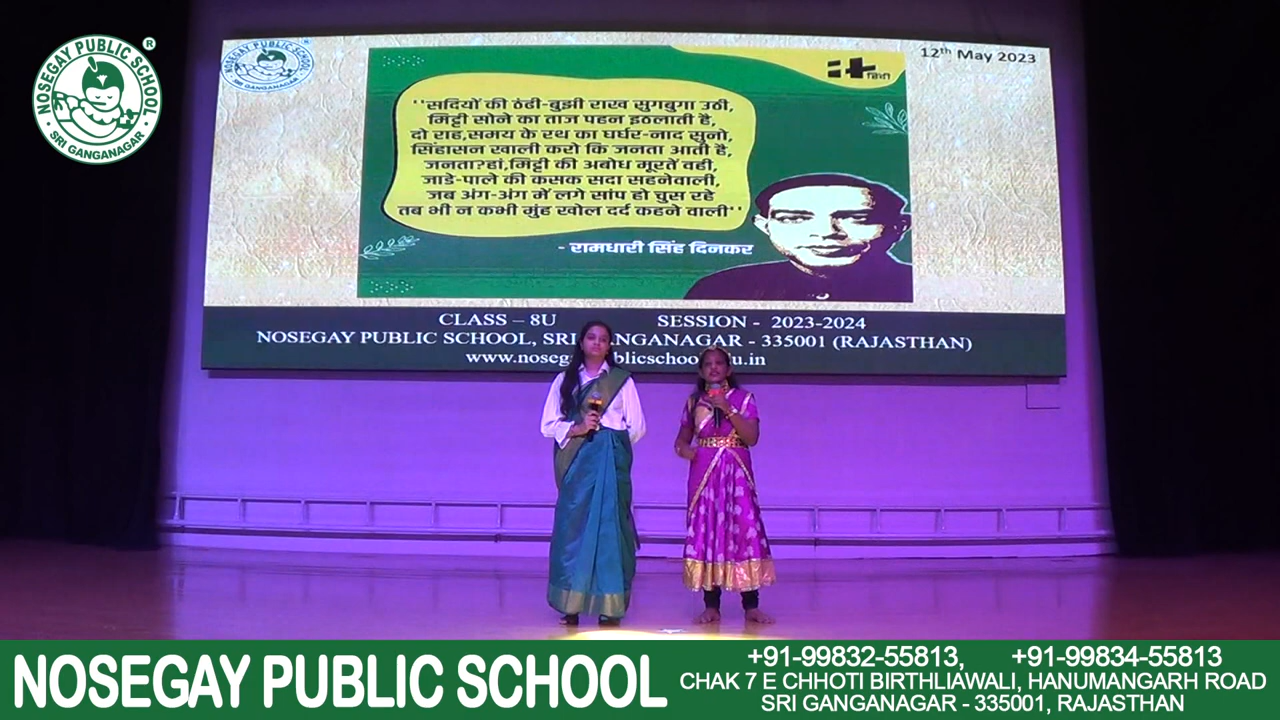 NOSEGAY PUBLIC SCHOOL ®
SRI GANGANAGAR
NOSEGAY PUBLIC SCHOOL
SRI GANGANAGAR
12th May 2023
हिन्दी
"सदियों की ठंढी-बुझी राख सुगबुगा उठी,
मिट्टी सोने का ताज पहन इठलाती है,
दो राह,समय के रथ का घर्घर-नाद सुनो,
सिंहासन खाली करो कि जनता आती है,
जनता?हां,मिट्टी की अबोध मूरतें वही,
जाडे-पाले की कसक सदा सहनेवाली,
जब अंग-अंग में लगे सांप हो चुस रहे
तब भी न कभी मुंह खोल दर्द कहने वाली"
- रामधारी सिंह दिनकर
CLASS – 8U SESSION - 2023-2024
NOSEGAY PUBLIC SCHOOL, SRI GANGANAGAR - 335001 (RAJASTHAN)
NOSEGAY PUBLIC SCHOOL
+91-99832-55813, +91-99834-55813
CHAK 7 E CHHOTI BIRTHLIAWALI, HANUMANGARH ROAD
SRI GANGANAGAR - 335001, RAJASTHAN